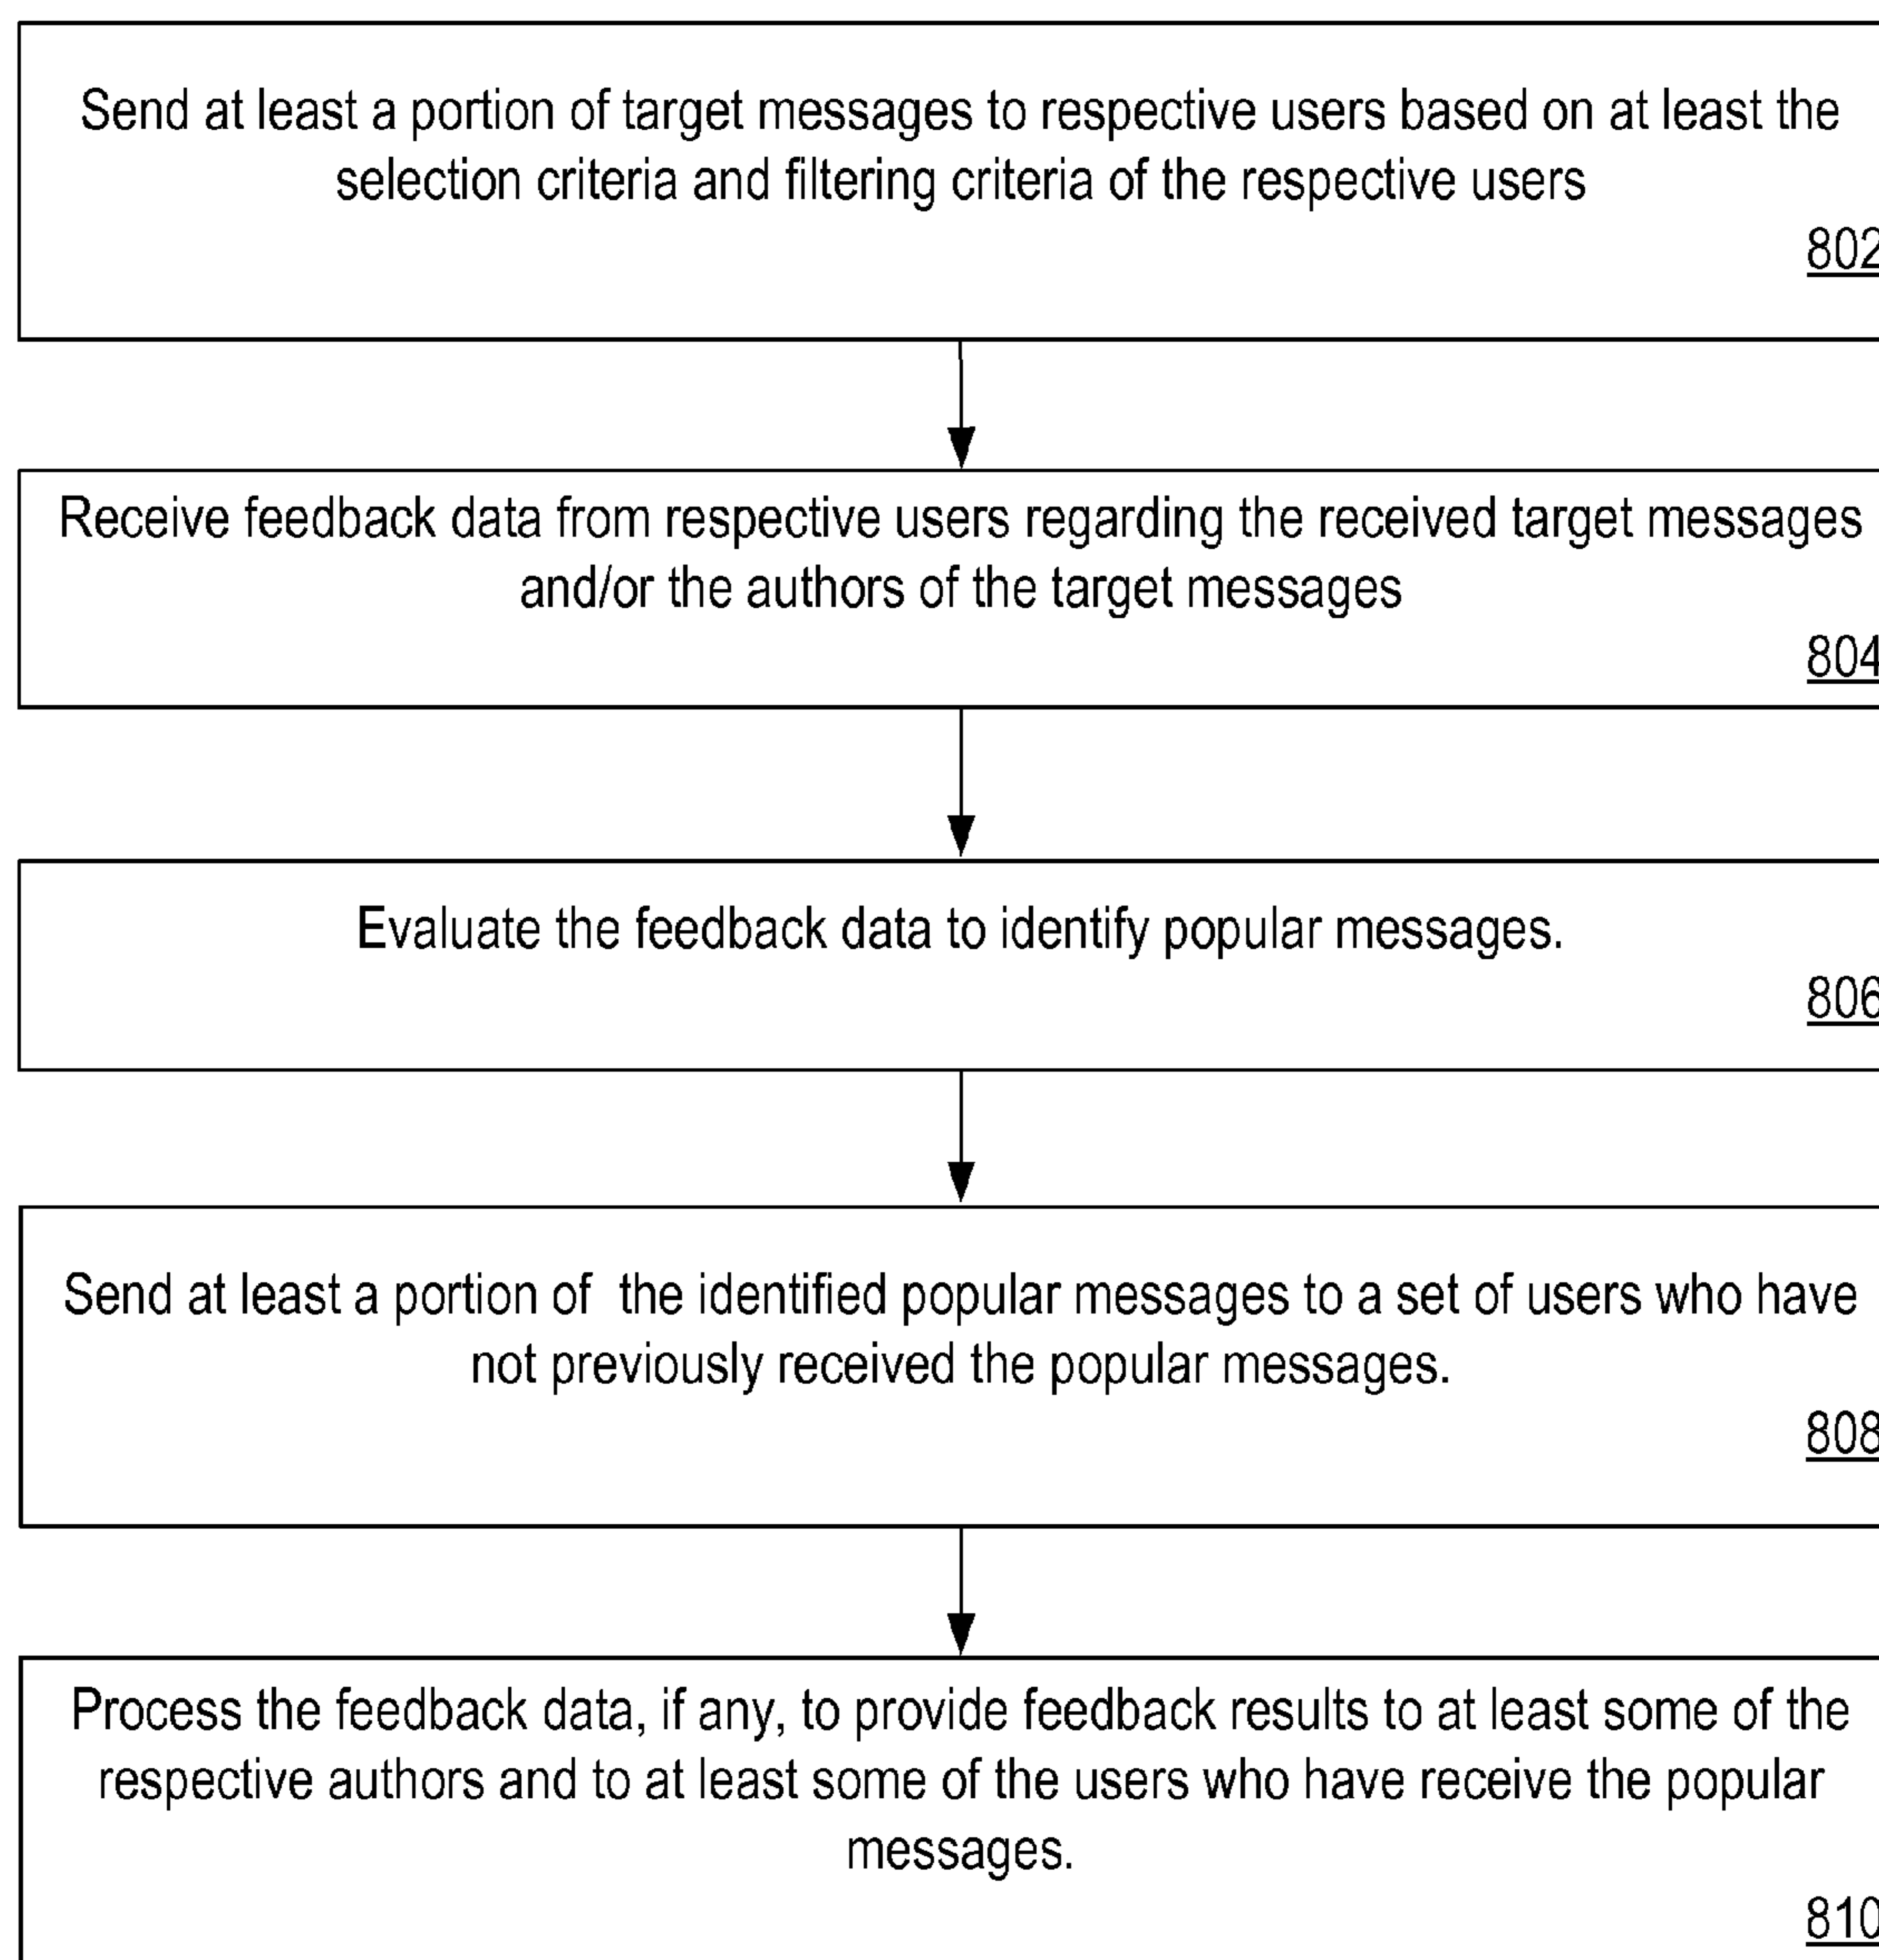 Send at least a portion of target messages to respective users based on at least the
selection criteria and filtering criteria of the respective users
802
Receive feedback data from respective users regarding the received target messages
and/or the authors of the target messages
804
Evaluate the feedback data to identify popular messages.
806
Send at least a portion of  the identified popular messages to a set of users who have
not previously received the popular messages.
808
Process the feedback data, if any, to provide feedback results to at least some of the
respective authors and to at least some of the users who have receive the popular
messages.
810